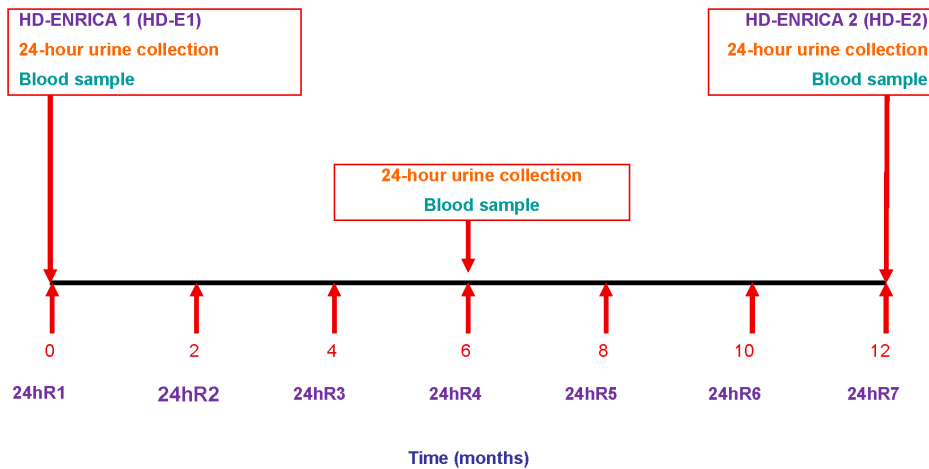 HD-ENRICA 1 (HD-E1)
24-hour urine collection
Blood sample
HD-ENRICA 2 (HD-E2)
24-hour urine collection
Blood sample
24-hour urine collection
Blood sample
0 2 4 6 8 10 12
24hR1 24hR2 24hR3 24hR4 24hR5 24hR6 24hR7
Time (months)